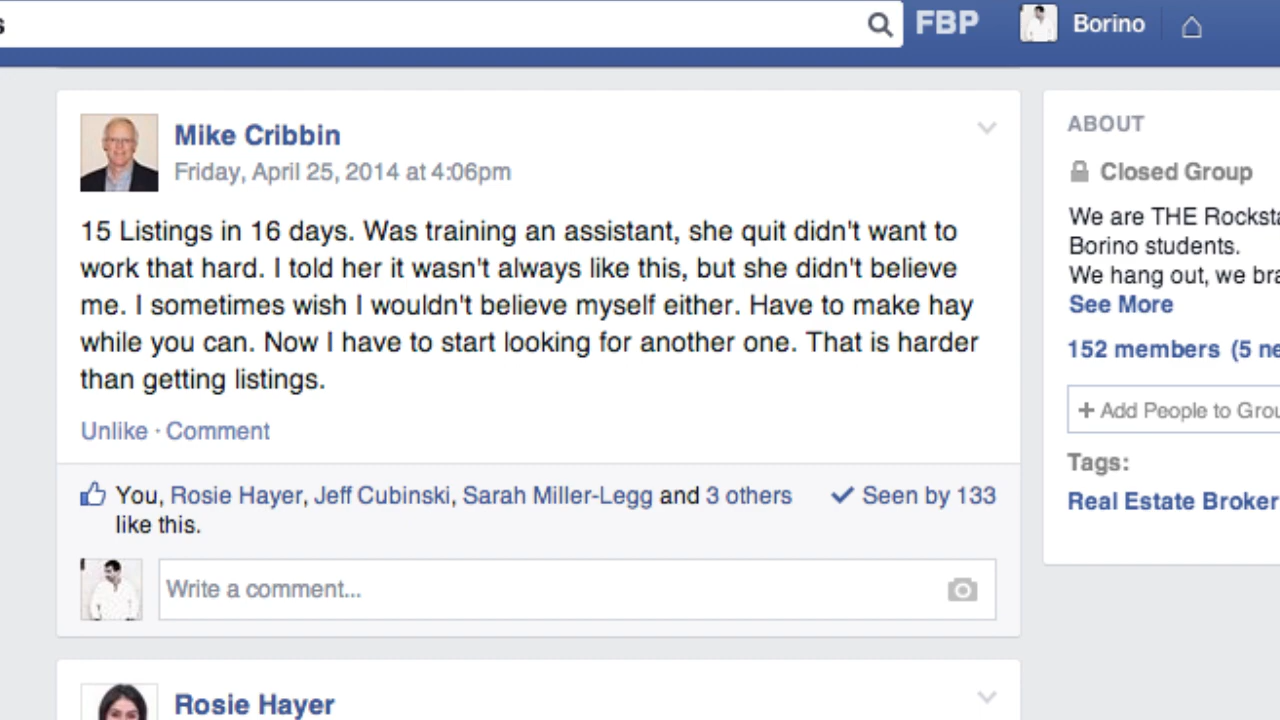 s
FBP
Borino
Mike Cribbin
Friday, April 25, 2014 at 4:06pm
15 Listings in 16 days. Was training an assistant, she quit didn't want to
work that hard. I told her it wasn't always like this, but she didn't believe
me. I sometimes wish I wouldn't believe myself either. Have to make hay
while you can. Now I have to start looking for another one. That is harder
than getting listings.
Unlike · Comment
You, Rosie Hayer, Jeff Cubinski, Sarah Miller-Legg and 3 others
like this.
Seen by 133
Write a comment...
Rosie Hayer
ABOUT
Closed Group
We are THE Rocksta
Borino students.
We hang out, we bra
See More
152 members (5 ne
+ Add People to Grou
Tags:
Real Estate Broker